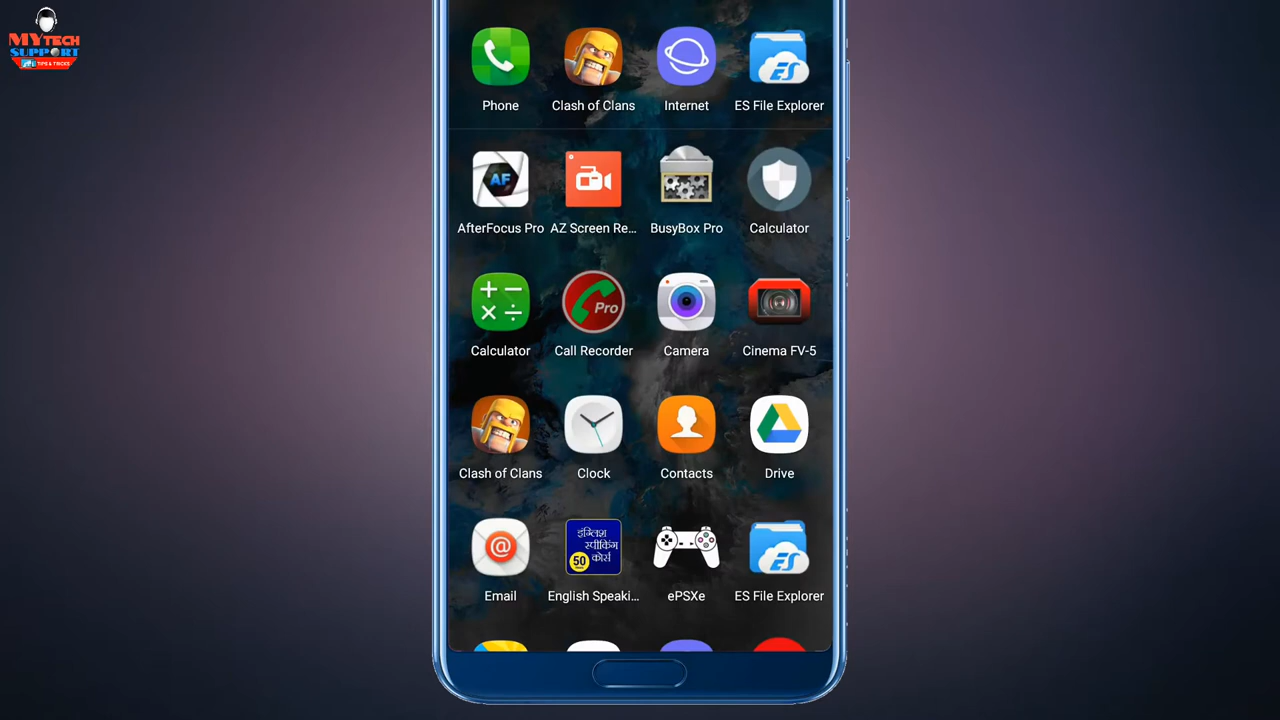 MYTECH
SUPPORT
TIPS & TRICKS
Phone
Clash of Clans
Internet
ES
ES File Explorer
AF
AfterFocus Pro
AZ Screen Re...
BusyBox Pro
Calculator
Calculator
Pro
Call Recorder
Camera
Cinema FV-5
Clash of Clans
Clock
Contacts
Drive
@
Email
इंग्लिश
स्पीकिंग
कोर्स
50
English Speaki...
ePSXe
ES
ES File Explorer